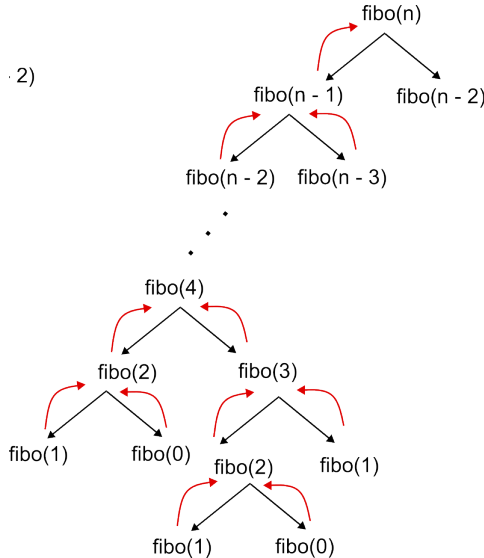 fibo(n)
- 2)
fibo(n - 1) fibo(n - 2)
fibo(n - 2) fibo(n - 3)
fibo(4)
fibo(2) fibo(3)
fibo(1) fibo(0) fibo(2) fibo(1)
fibo(1) fibo(0)